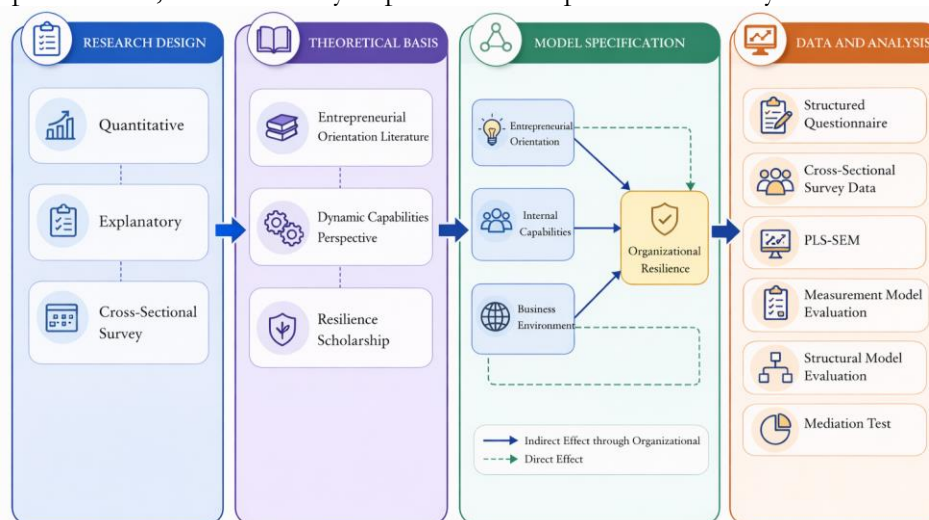 RESEARCH DESIGN
Quantitative
Explanatory
Cross-Sectional
Survey
THEORETICAL BASIS
Entrepreneurial
Orientation Literature
Dynamic Capabilities
Perspective
Resilience
Scholarship
MODEL SPECIFICATION
Entrepreneurial
Orientation
Internal
Capabilities
Business
Environment
Organizational
Resilience
Indirect Effect through Organizational
Direct Effect
DATA AND ANALYSIS
Structured
Questionnaire
Cross-Sectional
Survey Data
PLS-SEM
Measurement Model
Evaluation
Structural Model
Evaluation
Mediation Test